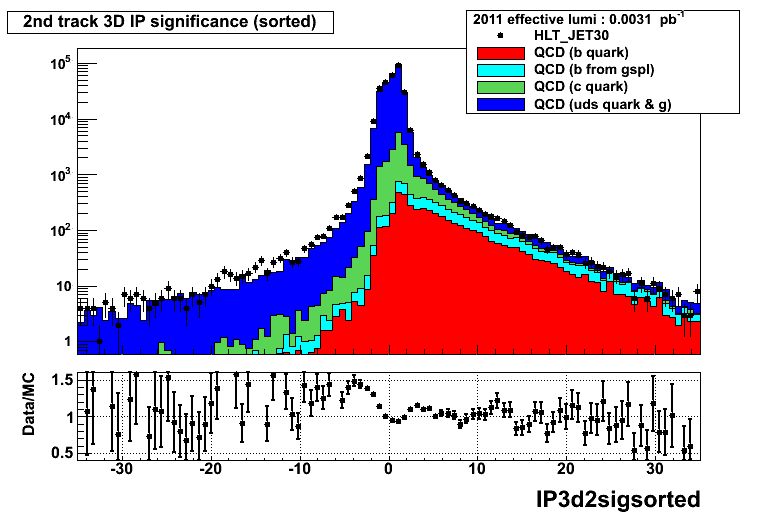 2nd track 3D IP significance (sorted)
2011 effective lumi : 0.0031 pb-1
HLT_JET30
QCD (b quark)
QCD (b from gspl)
QCD (c quark)
QCD (uds quark & g)
10^5
10^4
10^3
10^2
10
1
Data/MC
1.5
1
0.5
-30 -20 -10 0 10 20 30
IP3d2sigsorted